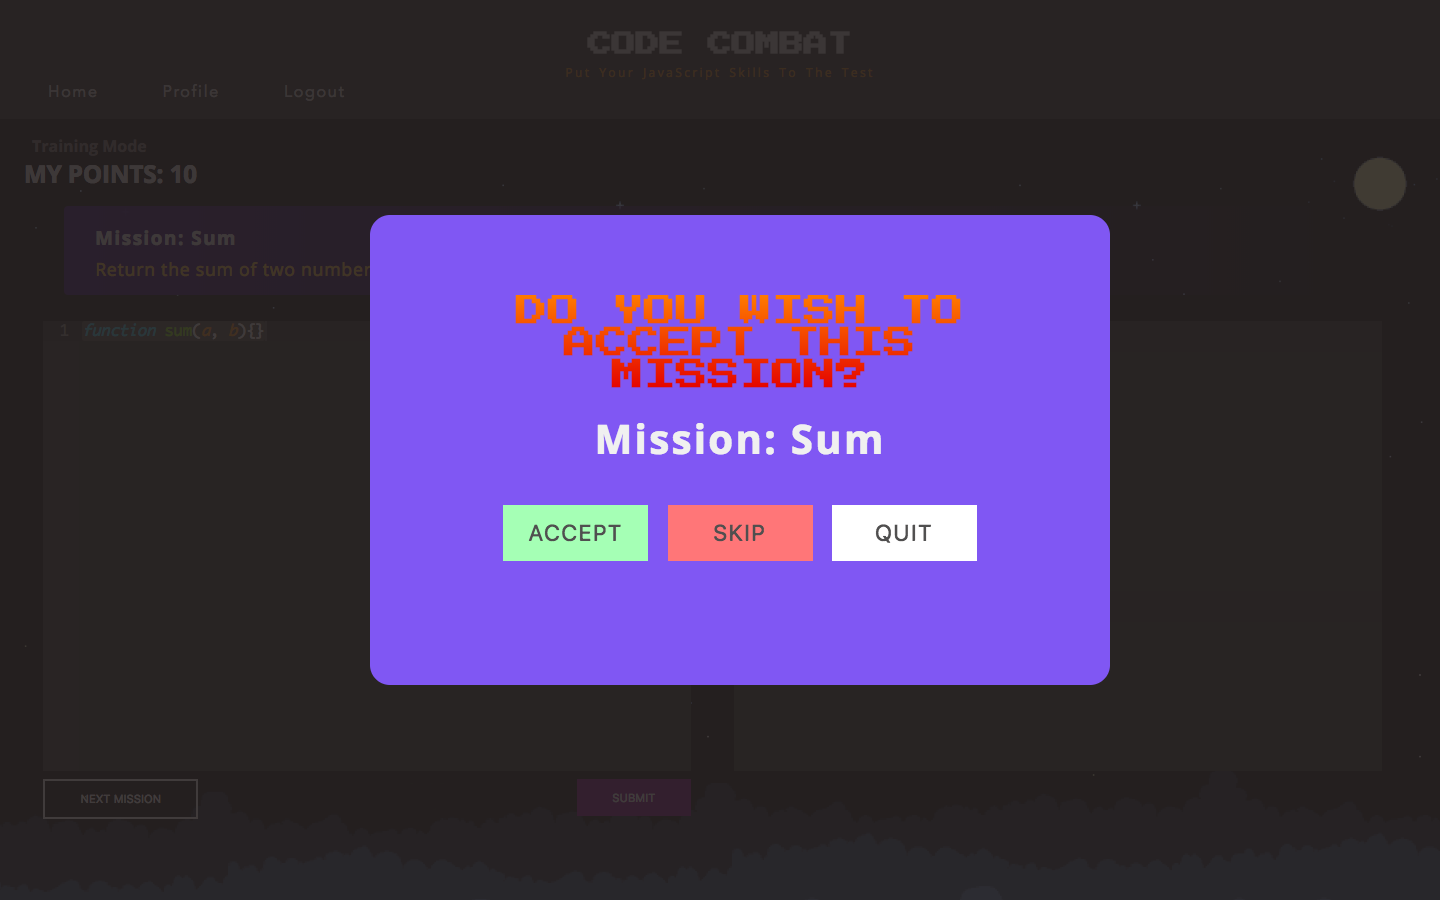 CODE COMBAT
Put Your JavaScript Skills To The Test
Home Profile Logout
Training Mode
MY POINTS: 10
Mission: Sum
Return the sum of two number
1 function sum(a, b){}
DO YOU WISH TO
ACCEPT THIS
MISSION?
Mission: Sum
ACCEPT SKIP QUIT
NEXT MISSION SUBMIT